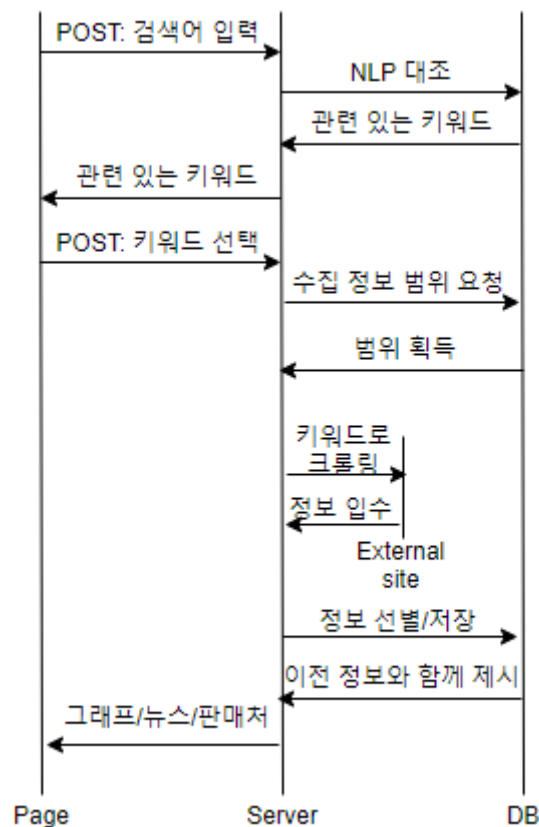 POST: 검색어 입력
NLP 대조
관련 있는 키워드
관련 있는 키워드
POST: 키워드 선택
수집 정보 범위 요청
범위 획득
키워드로
크롤링
정보 입수
External
site
정보 선별/저장
이전 정보와 함께 제시
그래프/뉴스/판매처
Page
Server
DB